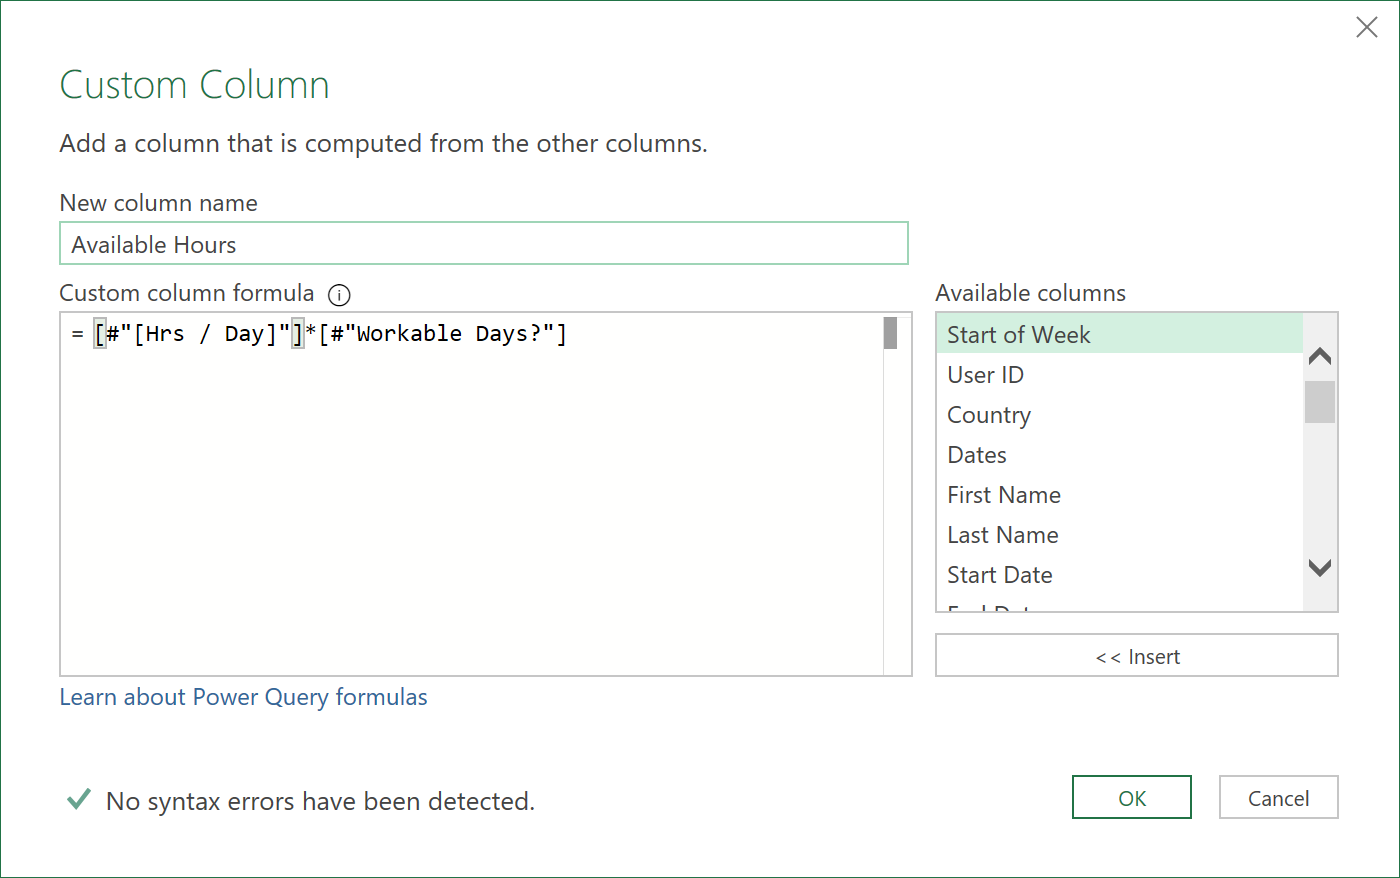 Custom Column
Add a column that is computed from the other columns.
New column name
Available Hours
Custom column formula
= [#"[Hrs / Day]"]*[#"Workable Days?"]
Available columns
Start of Week
User ID
Country
Dates
First Name
Last Name
Start Date
<< Insert
Learn about Power Query formulas
No syntax errors have been detected.
OK
Cancel